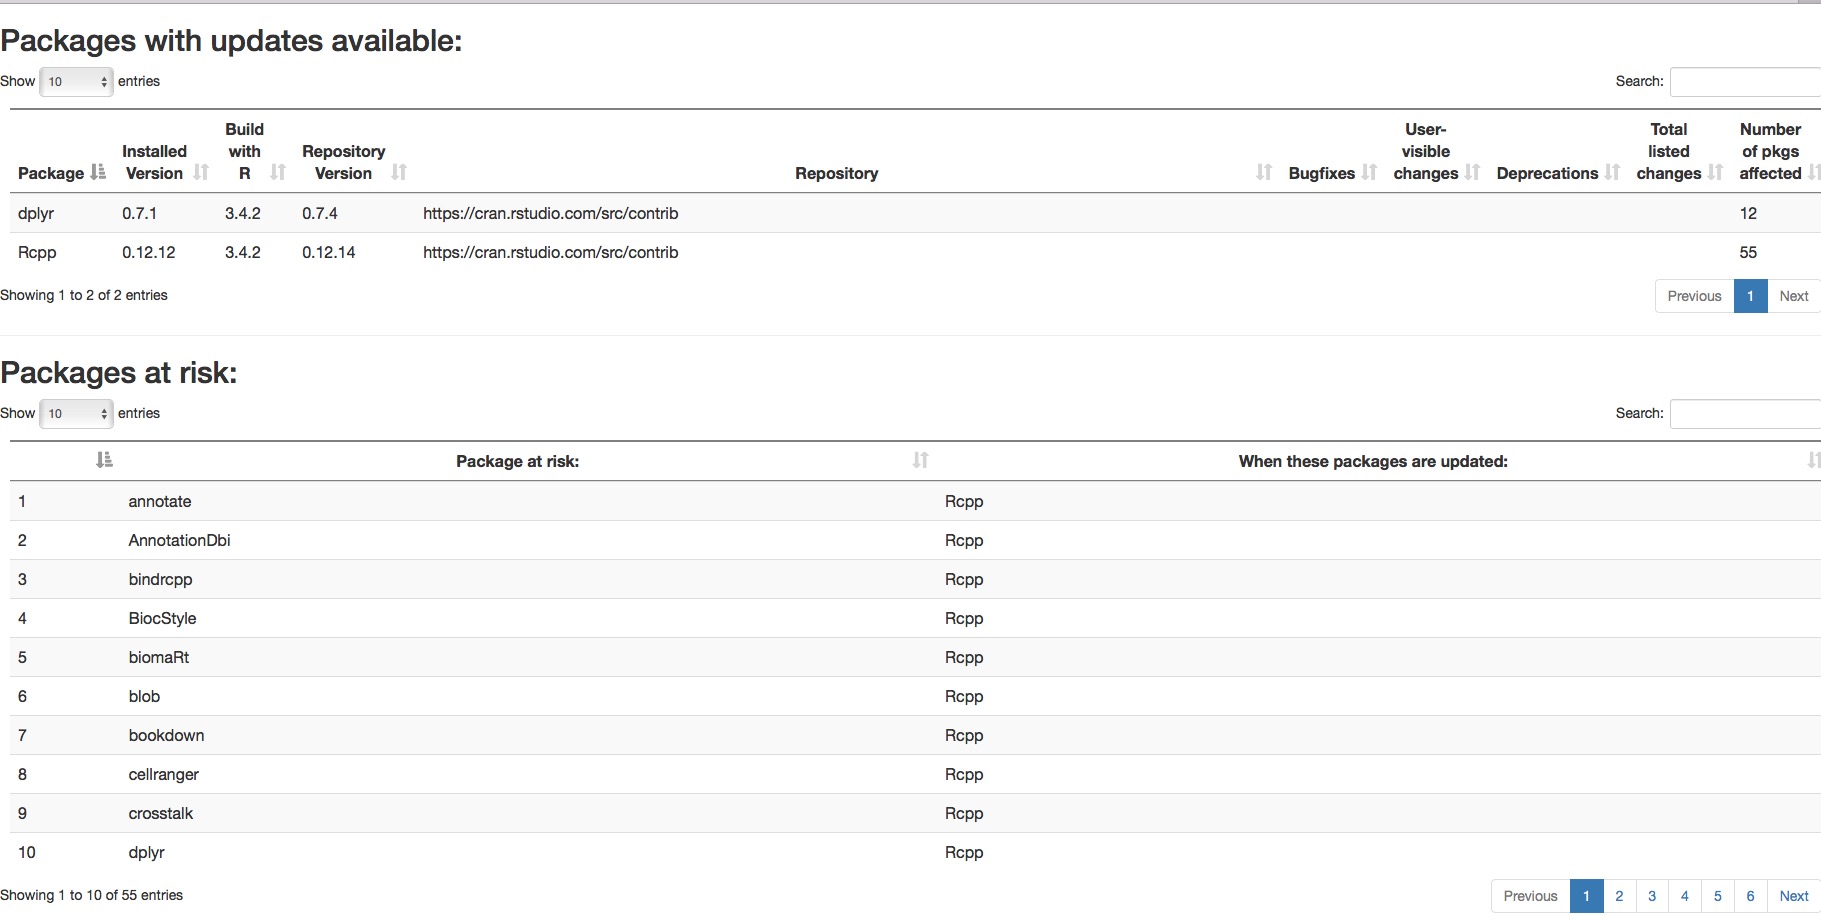 Packages with updates available:
Show 10 entries Search:
Package Installed Version Build with R Repository Version Repository Bugfixes User-visible changes Deprecations Total listed changes Number of pkgs affected
dplyr 0.7.1 3.4.2 0.7.4 https://cran.rstudio.com/src/contrib 12
Rcpp 0.12.12 3.4.2 0.12.14 https://cran.rstudio.com/src/contrib 55
Showing 1 to 2 of 2 entries Previous 1 Next
Packages at risk:
Show 10 entries Search:
Package at risk: When these packages are updated:
1 annotate Rcpp
2 AnnotationDbi Rcpp
3 bindrcpp Rcpp
4 BiocStyle Rcpp
5 biomaRt Rcpp
6 blob Rcpp
7 bookdown Rcpp
8 cellranger Rcpp
9 crosstalk Rcpp
10 dplyr Rcpp
Showing 1 to 10 of 55 entries Previous 1 2 3 4 5 6 Next